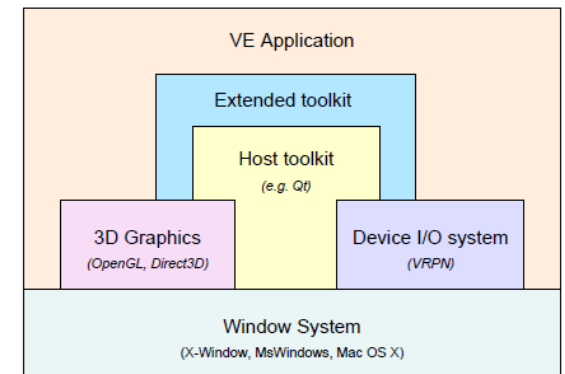 VE Application
Extended toolkit
Host toolkit
(e.g. Qt)
3D Graphics
(OpenGL, Direct3D)
Device I/O system
(VRPN)
Window System
(X-Window, MsWindows, Mac OS X)